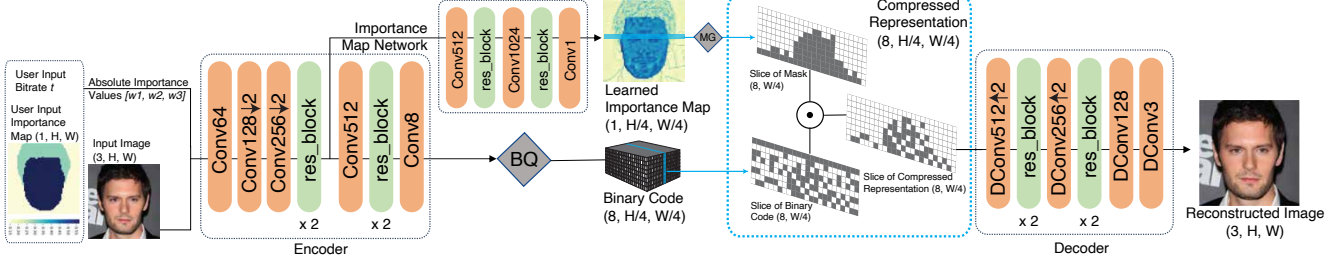 User Input
Bitrate t
User Input
Importance
Map (1, H, W)
Absolute Importance
Values [w1, w2, w3]
Input Image
(3, H, W)
Conv64
Conv128↓2
Conv256↓2
res_block
x 2
Conv512
res_block
x 2
Conv8
Encoder
Importance
Map Network
Conv512
res_block
Conv1024
res_block
Conv1
Learned
Importance Map
(1, H/4, W/4)
MG
BQ
Binary Code
(8, H/4, W/4)
Compressed
Representation
(8, H/4, W/4)
Slice of Mask
(8, W/4)
Slice of Compressed
Representation (8, W/4)
Slice of Binary
Code (8, W/4)
DConv512↑2
res_block
x 2
DConv256↑2
res_block
x 2
DConv128
DConv3
Decoder
Reconstructed Image
(3, H, W)